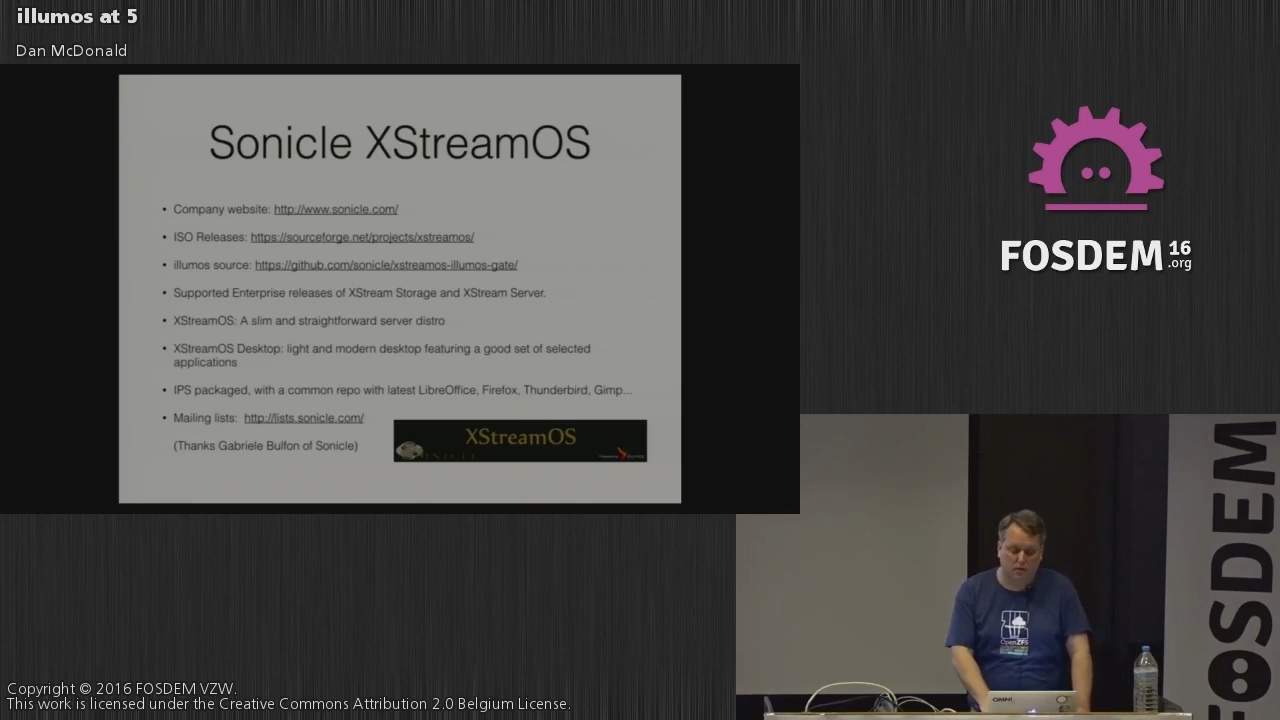 illumos at 5
Dan McDonald
Sonicle XStreamOS
• Company website: http://www.sonicle.com/
• ISO Releases: https://sourceforge.net/projects/xstreamos/
• illumos source: https://github.com/sonicle/xstreamos-illumos-gate/
• Supported Enterprise releases of XStream Storage and XStream Server.
• XStreamOS: A slim and straightforward server distro
• XStreamOS Desktop: light and modern desktop featuring a good set of selected
applications
• IPS packaged, with a common repo with latest LibreOffice, Firefox, Thunderbird, Gimp...
• Mailing lists: http://lists.sonicle.com/
(Thanks Gabriele Bulfon of Sonicle)
XStreamOS
FOSDEM 16
.org
FOSDEM
OpenZFS
OMNI
Copyright © 2016 FOSDEM VZW.
This work is licensed under the Creative Commons Attribution 2.0 Belgium License